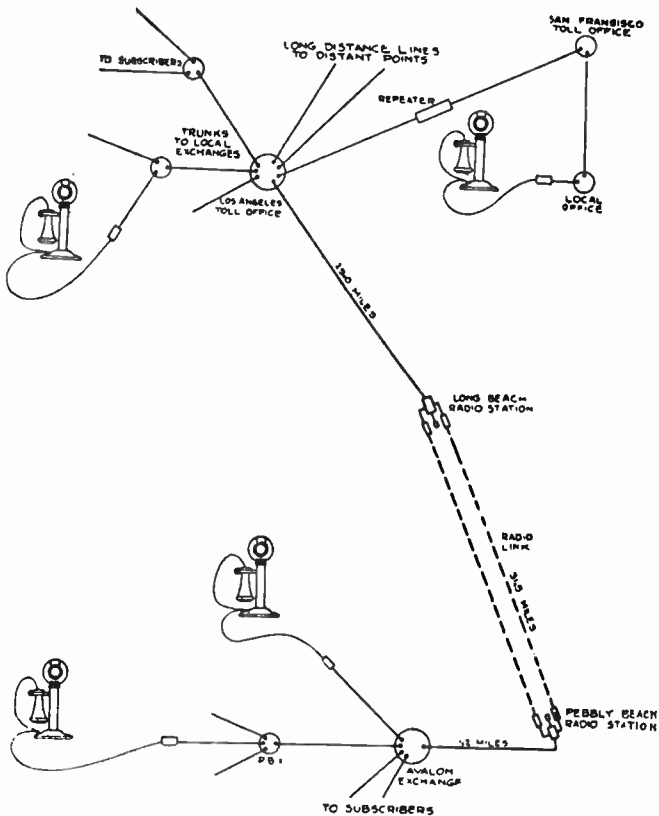 SAN FRANCISCO
TOLL OFFICE
LONG DISTANCE LINES
TO DISTANT POINTS
TO SUBSCRIBERS
REPEATER
TRUNKS
TO LOCAL
EXCHANGES
LOS ANGELES
TOLL OFFICE
LOCAL
OFFICE
MILES
LONG BEACH
RADIO STATION
RADIO
LINK
31.5 MILES
PEBBLY BEACH
RADIO STATION
MILES
P.B.X
AVALON
EXCHANGE
TO SUBSCRIBERS